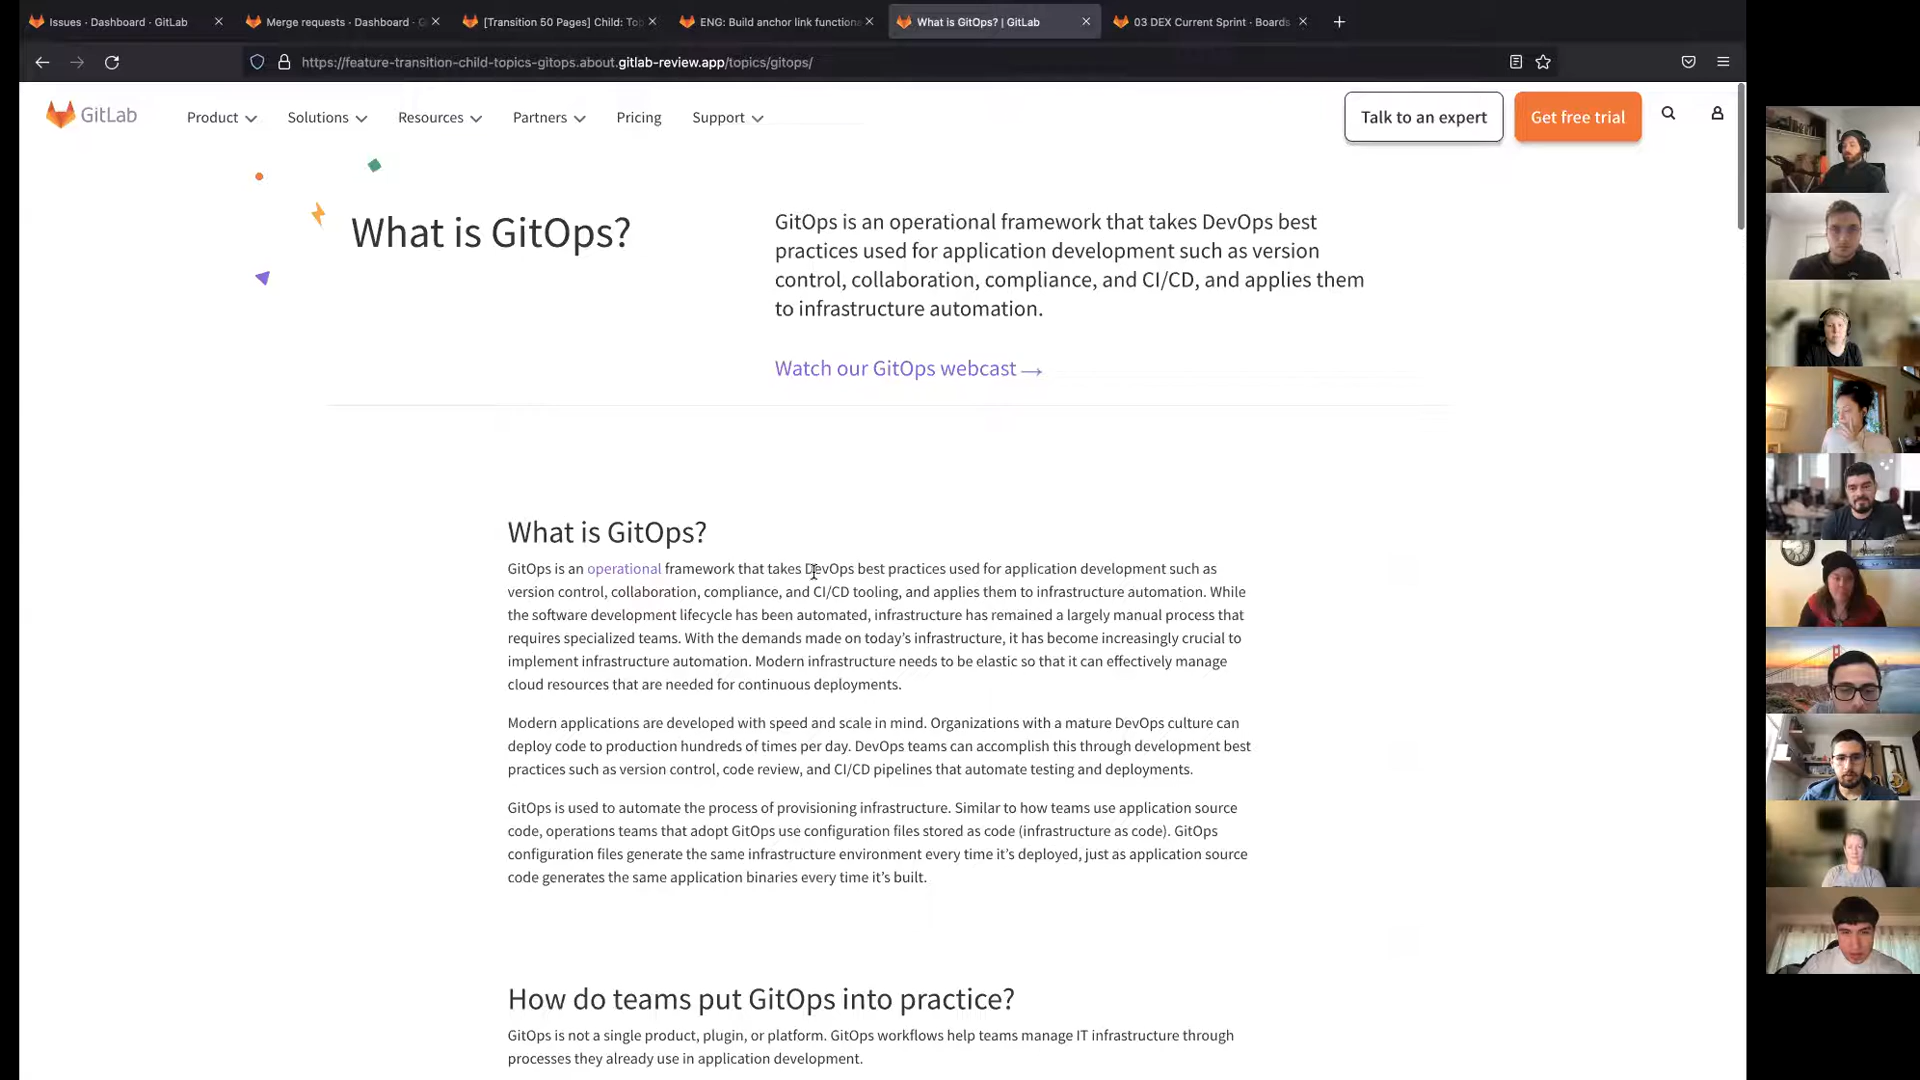 Issues · Dashboard · GitLab
Merge requests · Dashboard · G
[Transition 50 Pages] Child: Top
ENG: Build anchor link functiona
What is GitOps? | GitLab
03 DEX Current Sprint · Boards
https://feature-transition-child-topics-gitops.about.gitlab-review.app/topics/gitops/
GitLab
Product
Solutions
Resources
Partners
Pricing
Support
Talk to an expert
Get free trial
What is GitOps?
GitOps is an operational framework that takes DevOps best
practices used for application development such as version
control, collaboration, compliance, and CI/CD, and applies them
to infrastructure automation.
Watch our GitOps webcast →
What is GitOps?
GitOps is an operational framework that takes DevOps best practices used for application development such as
version control, collaboration, compliance, and CI/CD tooling, and applies them to infrastructure automation. While
the software development lifecycle has been automated, infrastructure has remained a largely manual process that
requires specialized teams. With the demands made on today’s infrastructure, it has become increasingly crucial to
implement infrastructure automation. Modern infrastructure needs to be elastic so that it can effectively manage
cloud resources that are needed for continuous deployments.
Modern applications are developed with speed and scale in mind. Organizations with a mature DevOps culture can
deploy code to production hundreds of times per day. DevOps teams can accomplish this through development best
practices such as version control, code review, and CI/CD pipelines that automate testing and deployments.
GitOps is used to automate the process of provisioning infrastructure. Similar to how teams use application source
code, operations teams that adopt GitOps use configuration files stored as code (infrastructure as code). GitOps
configuration files generate the same infrastructure environment every time it’s deployed, just as application source
code generates the same application binaries every time it’s built.
How do teams put GitOps into practice?
GitOps is not a single product, plugin, or platform. GitOps workflows help teams manage IT infrastructure through
processes they already use in application development.